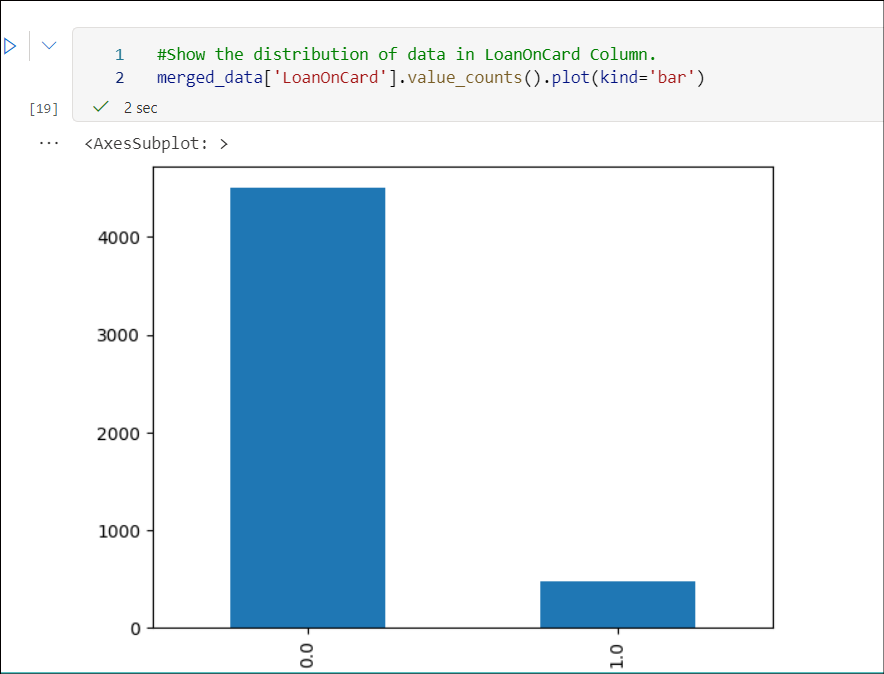 1 #Show the distribution of data in LoanOnCard Column.
2 merged_data['LoanOnCard'].value_counts().plot(kind='bar')
[19] 2 sec
... <AxesSubplot: >
4000
3000
2000
1000
0
0.0 1.0